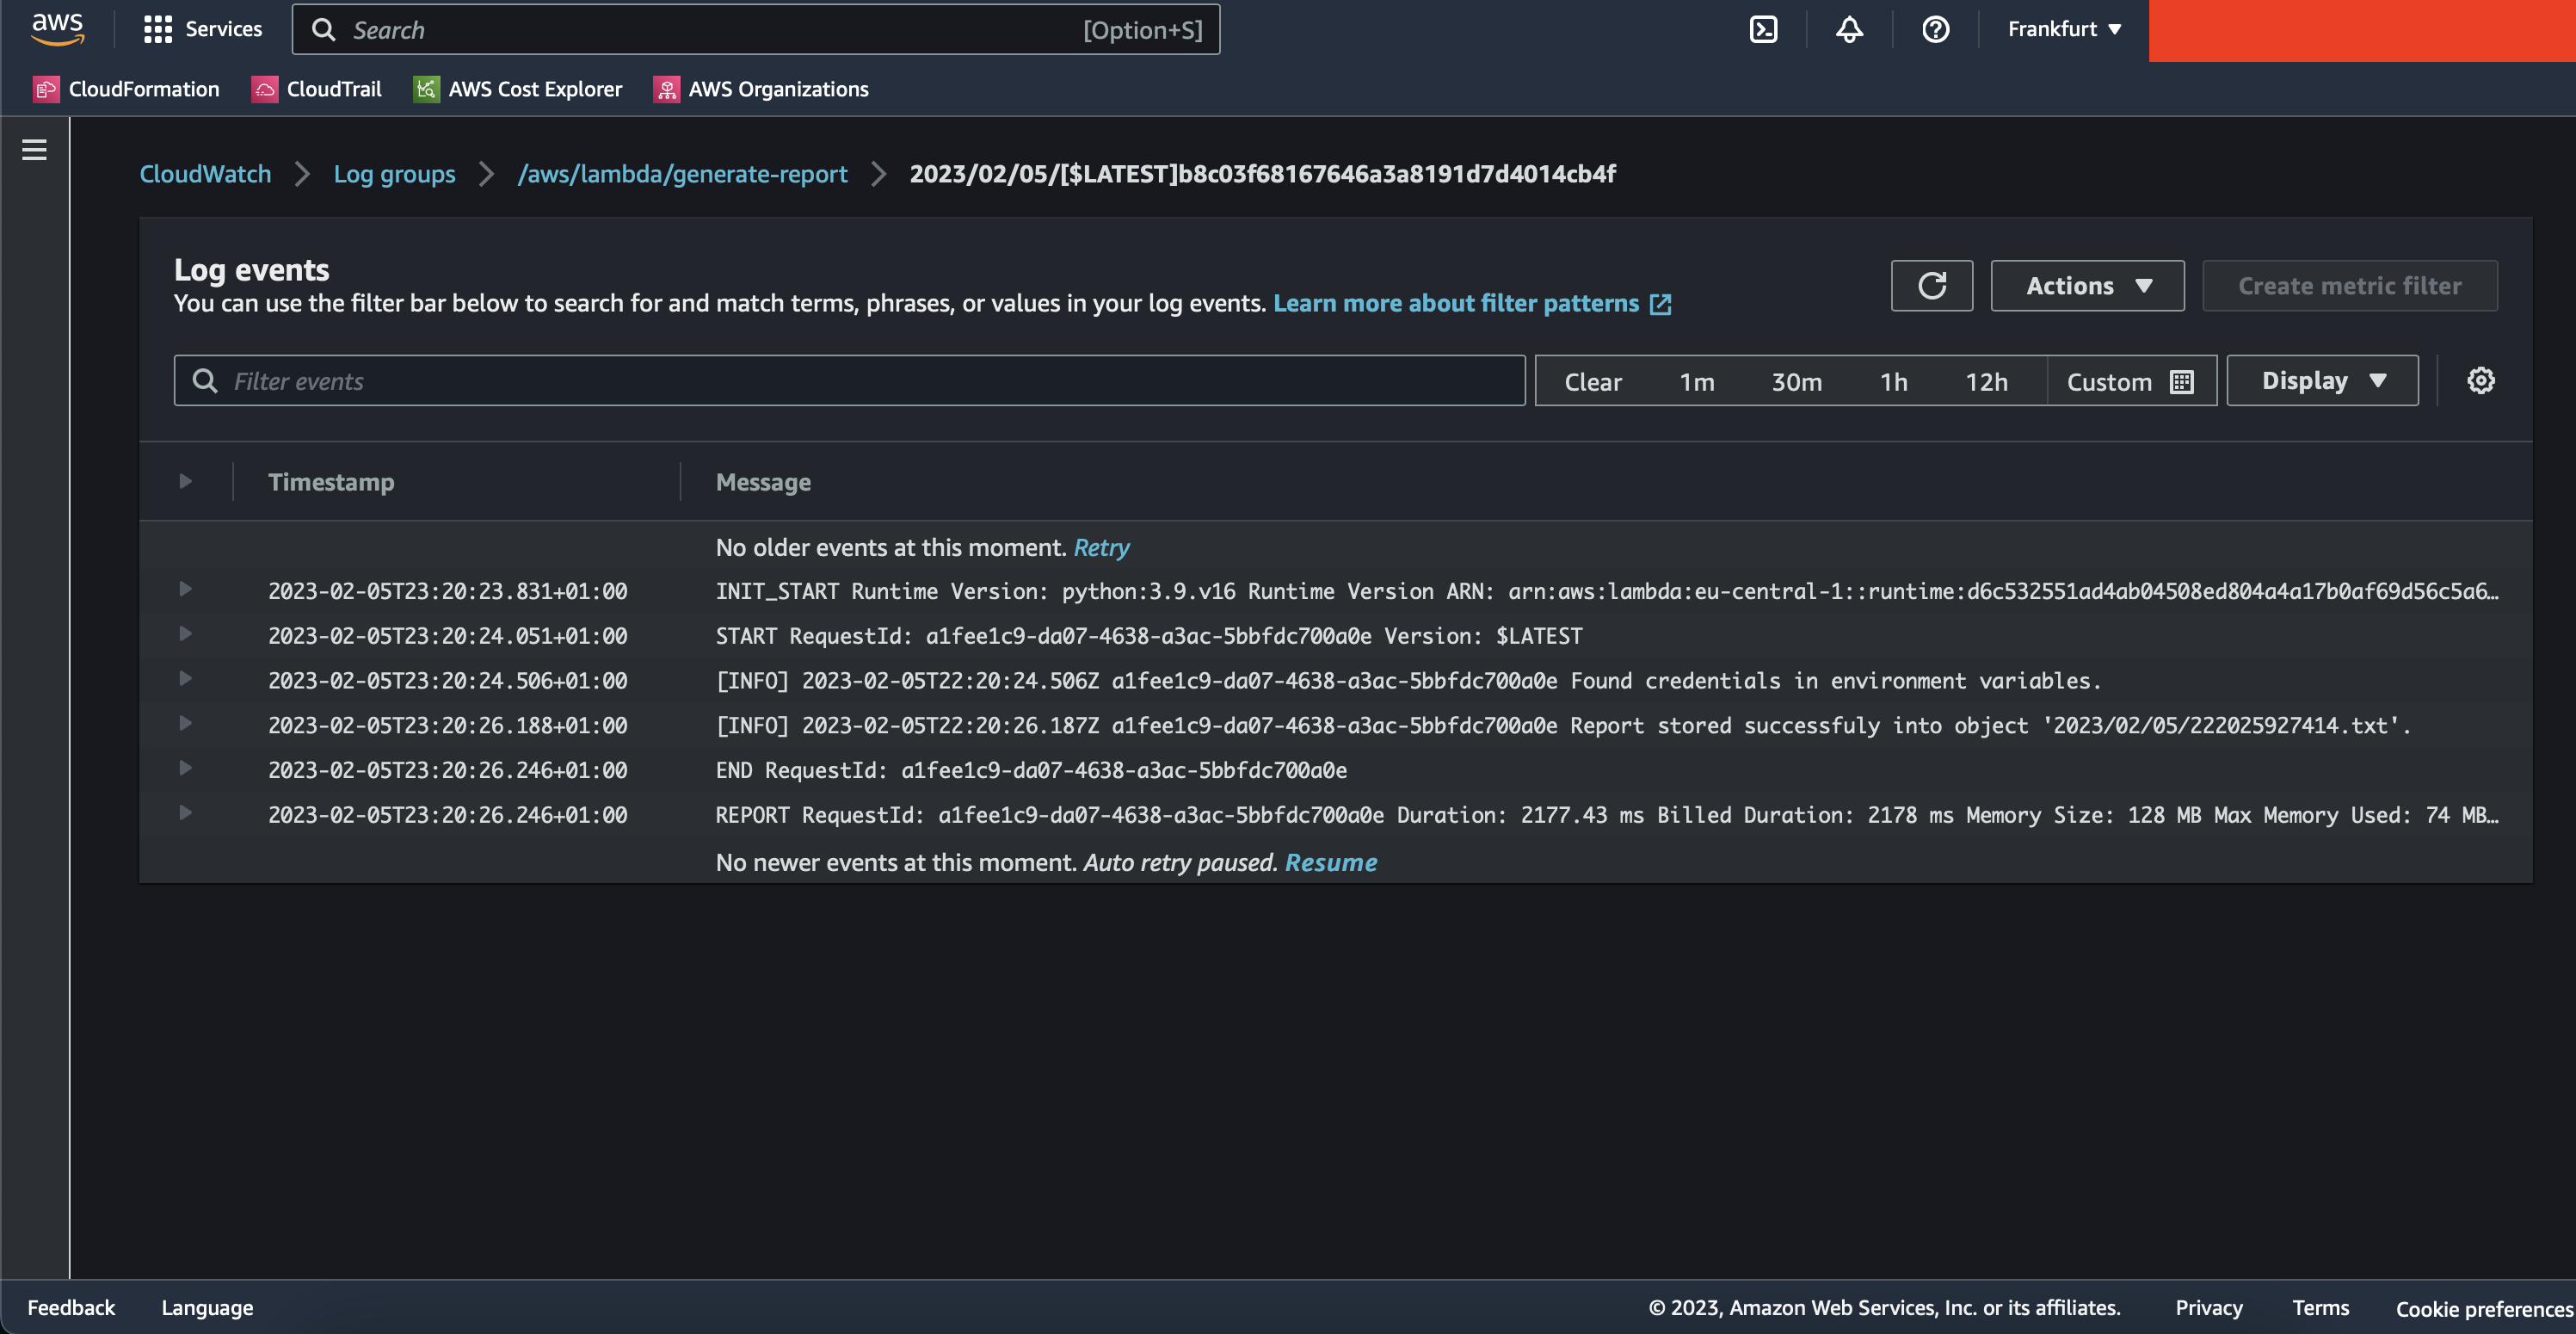 aws Services Search [Option+S] Frankfurt
CloudFormation CloudTrail AWS Cost Explorer AWS Organizations
CloudWatch Log groups /aws/lambda/generate-report 2023/02/05/[$LATEST]b8c03f68167646a3a8191d7d4014cb4f
Log events
You can use the filter bar below to search for and match terms, phrases, or values in your log events. Learn more about filter patterns
Actions Create metric filter
Filter events Clear 1m 30m 1h 12h Custom Display
Timestamp Message
No older events at this moment. Retry
2023-02-05T23:20:23.831+01:00 INIT_START Runtime Version: python:3.9.v16 Runtime Version ARN: arn:aws:lambda:eu-central-1::runtime:d6c532551ad4ab04508ed804a4a17b0af69d56c5a6…
2023-02-05T23:20:24.051+01:00 START RequestId: a1fee1c9-da07-4638-a3ac-5bbfdc700a0e Version: $LATEST
2023-02-05T23:20:24.506+01:00 [INFO] 2023-02-05T22:20:24.506Z a1fee1c9-da07-4638-a3ac-5bbfdc700a0e Found credentials in environment variables.
2023-02-05T23:20:26.188+01:00 [INFO] 2023-02-05T22:20:26.187Z a1fee1c9-da07-4638-a3ac-5bbfdc700a0e Report stored successfuly into object '2023/02/05/222025927414.txt'.
2023-02-05T23:20:26.246+01:00 END RequestId: a1fee1c9-da07-4638-a3ac-5bbfdc700a0e
2023-02-05T23:20:26.246+01:00 REPORT RequestId: a1fee1c9-da07-4638-a3ac-5bbfdc700a0e Duration: 2177.43 ms Billed Duration: 2178 ms Memory Size: 128 MB Max Memory Used: 74 MB…
No newer events at this moment. Auto retry paused. Resume
Feedback Language © 2023, Amazon Web Services, Inc. or its affiliates. Privacy Terms Cookie preferences